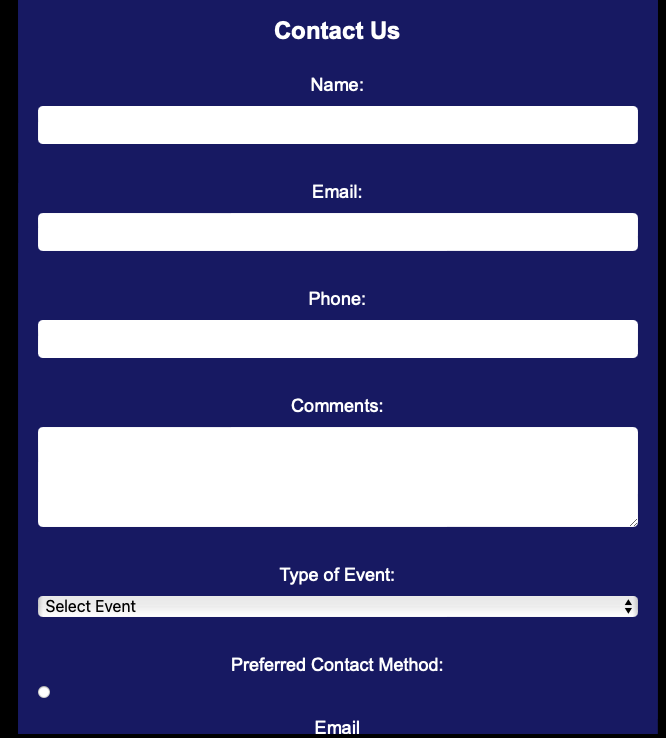 Contact Us
Name:
Email:
Phone:
Comments:
Type of Event:
Select Event
Preferred Contact Method:
Email